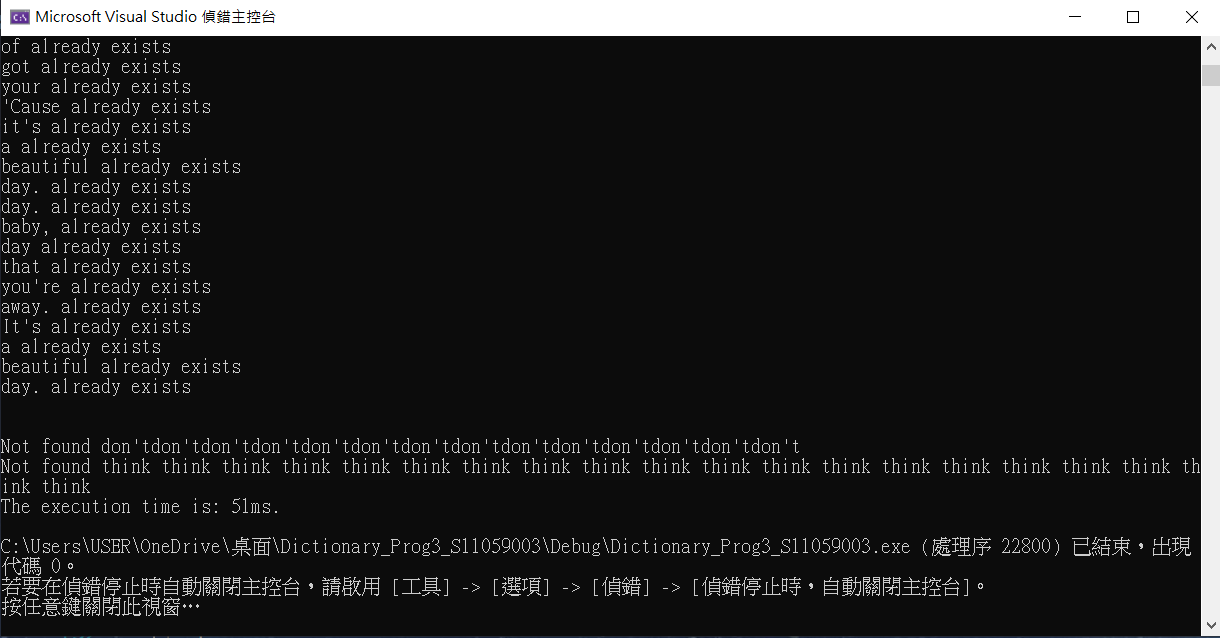 Microsoft Visual Studio 偵錯主控台
of already exists
got already exists
your already exists
'Cause already exists
it's already exists
a already exists
beautiful already exists
day. already exists
day. already exists
baby, already exists
day already exists
that already exists
you're already exists
away. already exists
It's already exists
a already exists
beautiful already exists
day. already exists
Not found don'tdon'tdon'tdon'tdon'tdon'tdon'tdon'tdon'tdon'tdon'tdon'tdon'tdon't
Not found think think think think think think think think think think think think think think think think think think th
ink think
The execution time is: 51ms.
C:\Users\USER\OneDrive\桌面\Dictionary_Prog3_S11059003\Debug\Dictionary_Prog3_S11059003.exe (處理序 22800) 已結束，出現
代碼 0。
若要在偵錯停止時自動關閉主控台，請啟用 [工具] -> [選項] -> [偵錯] -> [偵錯停止時，自動關閉主控台]。
按任意鍵關閉此視窗…